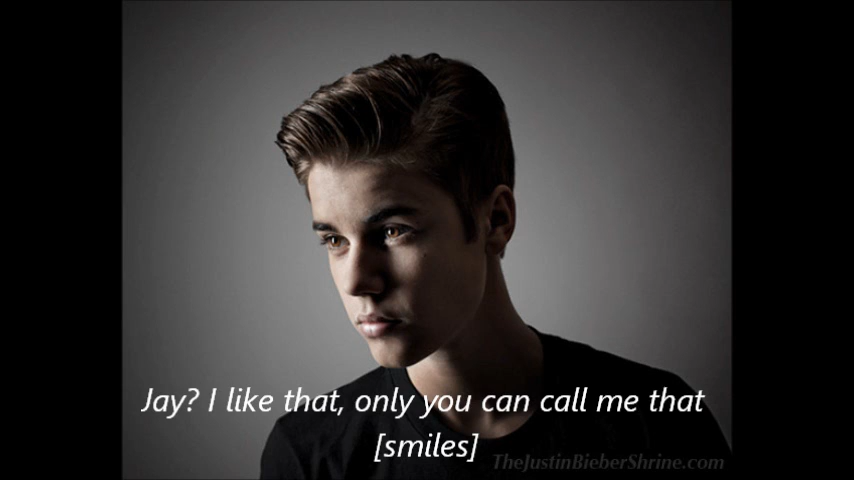 Jay? I like that, only you can call me that
[smiles]
TheJustinBieberShrine.com